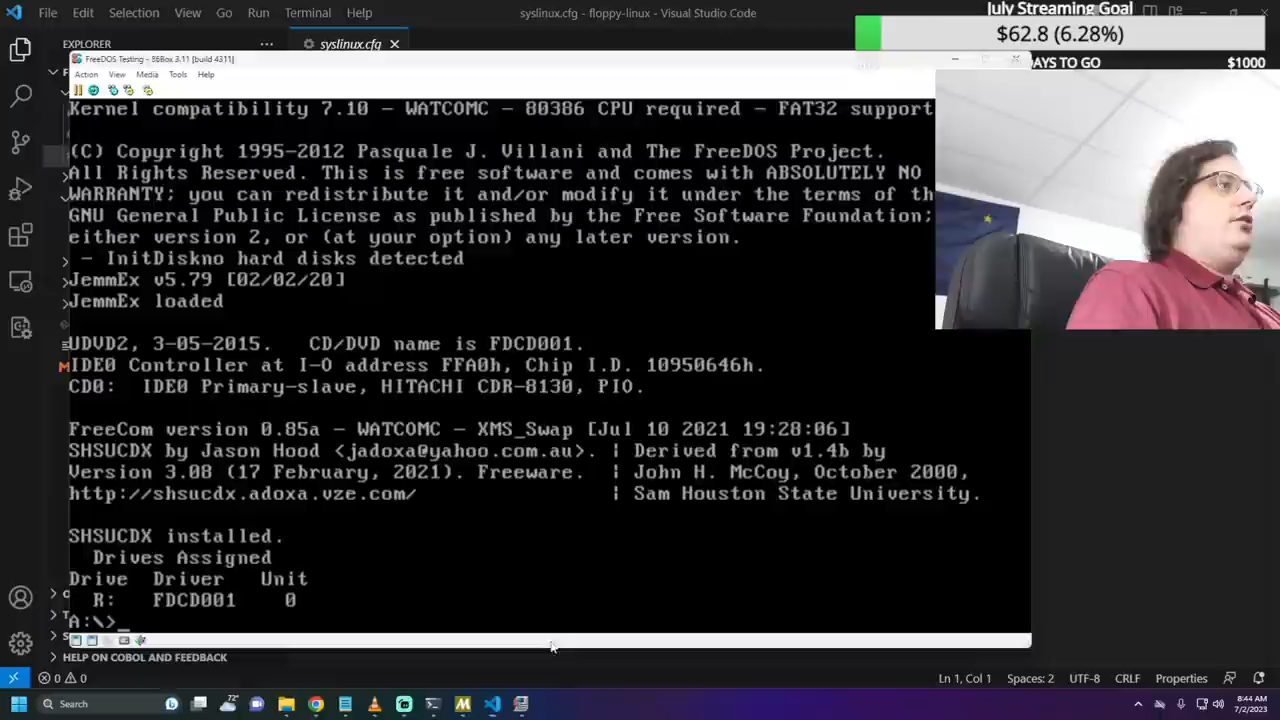 File Edit Selection View Go Run Terminal Help
syslinux.cfg - floppy-linux - Visual Studio Code
July Streaming Goal
$62.8 (6.28%)
DAYS TO GO $1000
EXPLORER
syslinux.cfg
FreeDOS Testing - 86Box 3.11 [build 4311]
Action View Media Tools Help
Kernel compatibility 7.10 - WATCOMC - 80386 CPU required - FAT32 support
(C) Copyright 1995-2012 Pasquale J. Villani and The FreeDOS Project.
All Rights Reserved. This is free software and comes with ABSOLUTELY NO
WARRANTY; you can redistribute it and/or modify it under the terms of th
GNU General Public License as published by the Free Software Foundation;
either version 2, or (at your option) any later version.
- InitDiskno hard disks detected
JemmEx v5.79 [02/02/20]
JemmEx loaded
UDVD2, 3-05-2015. CD/DVD name is FDCD001.
IDE0 Controller at I-O address FFA0h, Chip I.D. 10950646h.
CD0: IDE0 Primary-slave, HITACHI CDR-8130, PIO.
FreeCom version 0.85a - WATCOMC - XMS_Swap [Jul 10 2021 19:28:06]
SHSUCDX by Jason Hood <jadoxa@yahoo.com.au>. | Derived from v1.4b by
Version 3.08 (17 February, 2021). Freeware. | John H. McCoy, October 2000,
http://shsucdx.adoxa.vze.com/ | Sam Houston State University.
SHSUCDX installed.
Drives Assigned
Drive Driver Unit
R: FDCD001 0
A:\>_
HELP ON COBOL AND FEEDBACK
0 0
Ln 1, Col 1 Spaces: 2 UTF-8 CRLF Properties
Search
72°
8:44 AM
7/2/2023